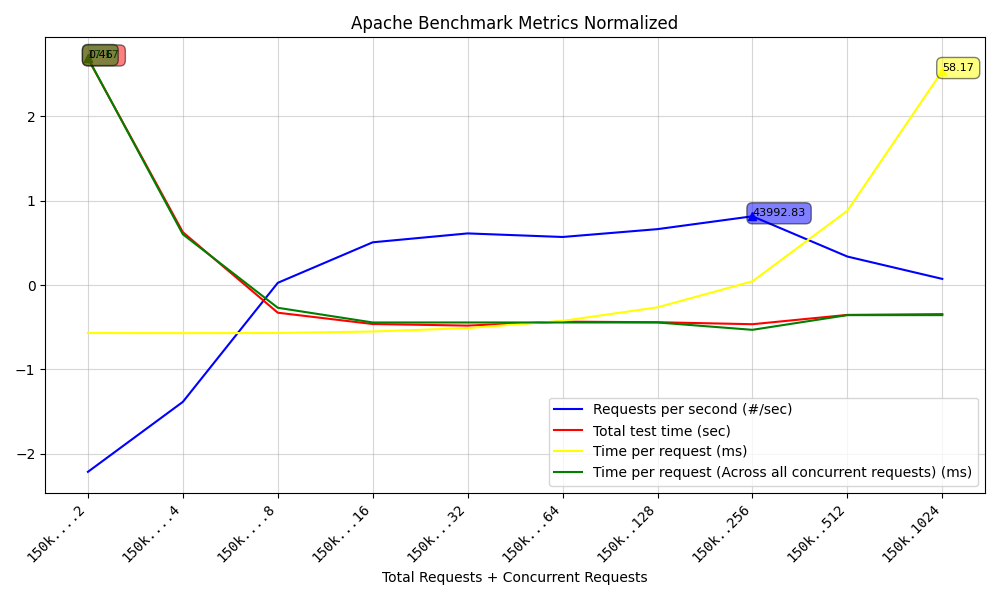 Apache Benchmark Metrics Normalized
0.46
58.17
43992.83
2
1
0
−1
−2
Requests per second (#/sec)
Total test time (sec)
Time per request (ms)
Time per request (Across all concurrent requests) (ms)
150k....2
150k....4
150k....8
150k...16
150k...32
150k...64
150k..128
150k..256
150k..512
150k.1024
Total Requests + Concurrent Requests